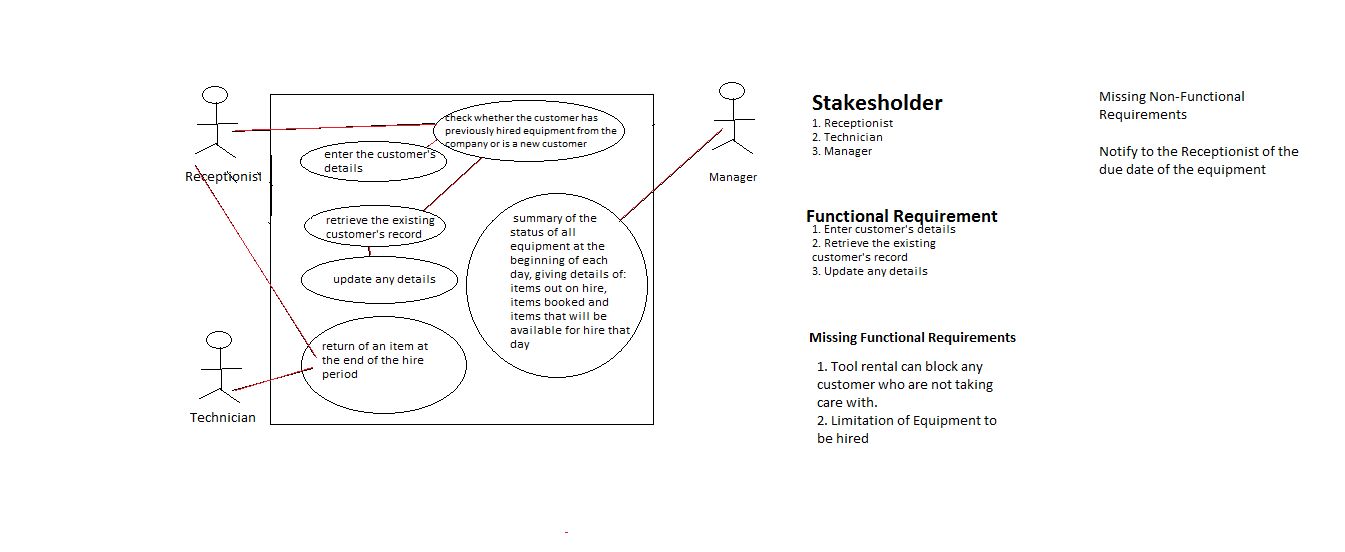 check whether the customer has
previously hired equipment from the
company or is a new customer
enter the customer's
details
Receptionist
retrieve the existing
customer's record
update any details
return of an item at
the end of the hire
period
Technician
summary of the
status of all
equipment at the
beginning of each
day, giving details of:
items out on hire,
items booked and
items that will be
available for hire that
day
Manager
Stakesholder
1. Receptionist
2. Technician
3. Manager
Functional Requirement
1. Enter customer's details
2. Retrieve the existing
customer's record
3. Update any details
Missing Functional Requirements
1. Tool rental can block any
customer who are not taking
care with.
2. Limitation of Equipment to
be hired
Missing Non-Functional
Requirements
Notify to the Receptionist of the
due date of the equipment